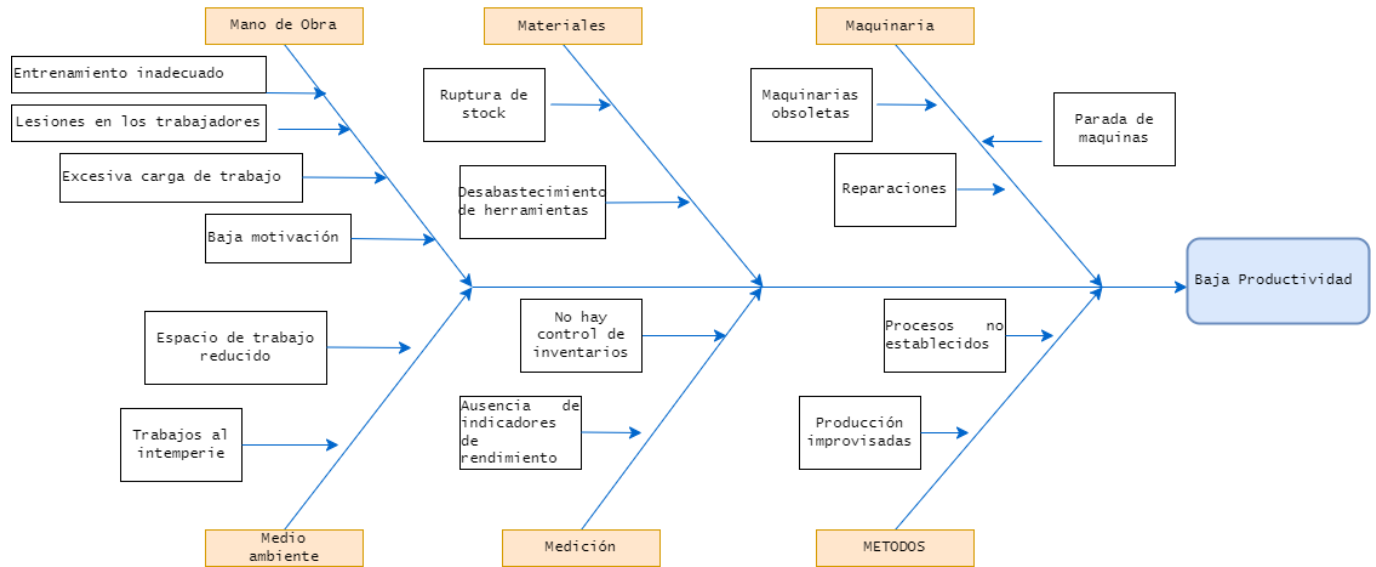 Mano de Obra
Materiales
Maquinaria
Entrenamiento inadecuado
Lesiones en los trabajadores
Excesiva carga de trabajo
Baja motivación
Ruptura de
stock
Desabastecimiento
de herramientas
Maquinarias
obsoletas
Parada de
maquinas
Reparaciones
Baja Productividad
Espacio de trabajo
reducido
Trabajos al
intemperie
No hay
control de
inventarios
Ausencia de
indicadores
de
rendimiento
Procesos no
establecidos
Producción
improvisadas
Medio
ambiente
Medición
METODOS